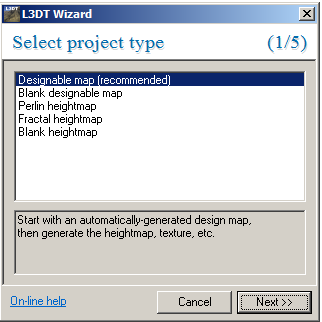 L3DT Wizard
Select project type (1/5)
Designable map (recommended)
Blank designable map
Perlin heightmap
Fractal heightmap
Blank heightmap
Start with an automatically-generated design map,
then generate the heightmap, texture, etc.
On-line help Cancel Next >>